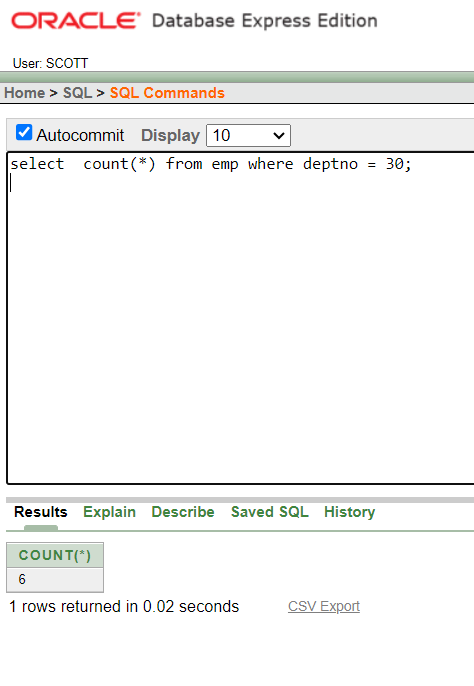 ORACLE® Database Express Edition
User: SCOTT
Home > SQL > SQL Commands
Autocommit Display 10
select  count(*) from emp where deptno = 30;
Results Explain Describe Saved SQL History
COUNT(*)
6
1 rows returned in 0.02 seconds CSV Export